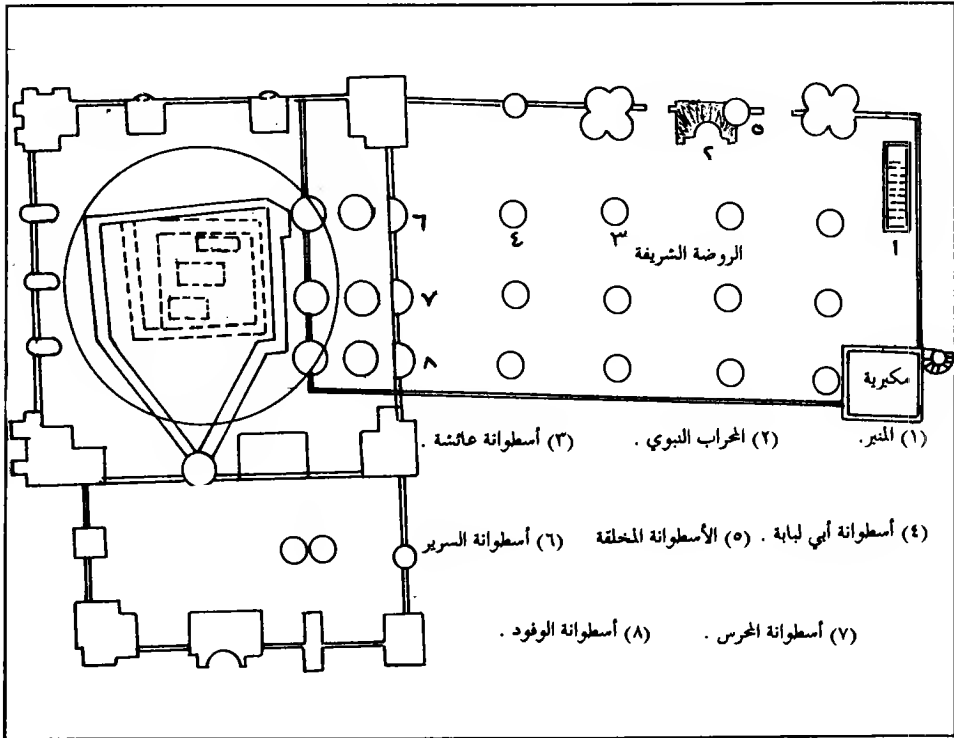 ٥
٢
٦ ٤ ٣ ١
الروضة الشريفة
٧
٨
مكبرية
(١) المنبر. (٢) المحراب النبوي . (٣) أسطوانة عائشة .
(٤) أسطوانة أبي لبابة . (٥) الأسطوانة المخلقة (٦) أسطوانة السرير
(٧) أسطوانة المحرس . (٨) أسطوانة الوفود .